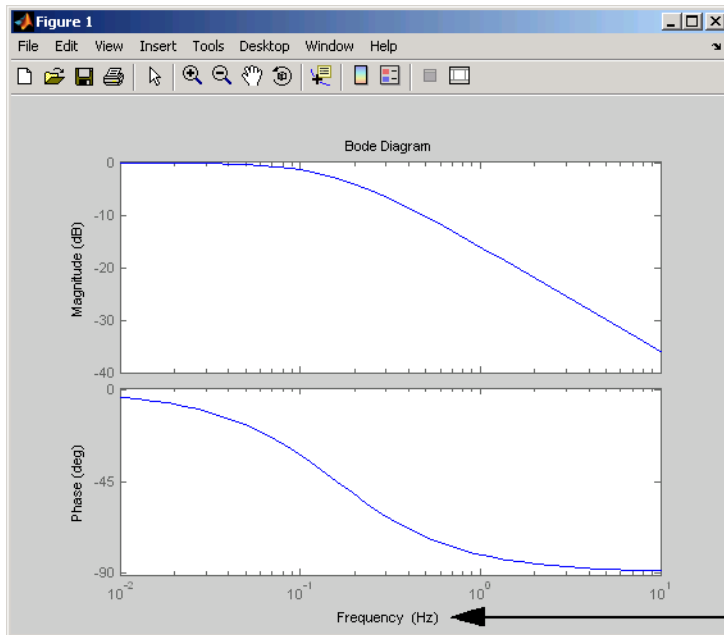 Figure 1
File Edit View Insert Tools Desktop Window Help
Bode Diagram
Magnitude (dB)
0
-10
-20
-30
-40
Phase (deg)
0
-45
-90
10⁻² 10⁻¹ 10⁰ 10¹
Frequency (Hz)